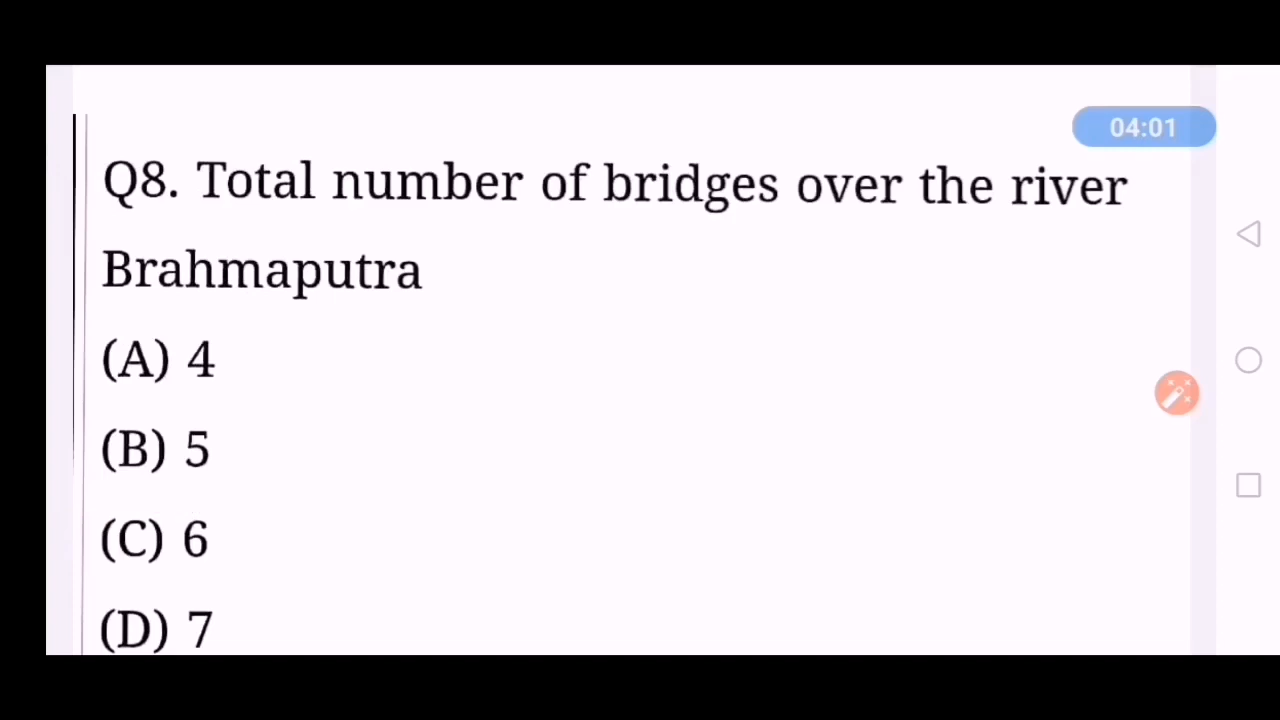 04:01
Q8. Total number of bridges over the river
Brahmaputra
(A) 4
(B) 5
(C) 6
(D) 7